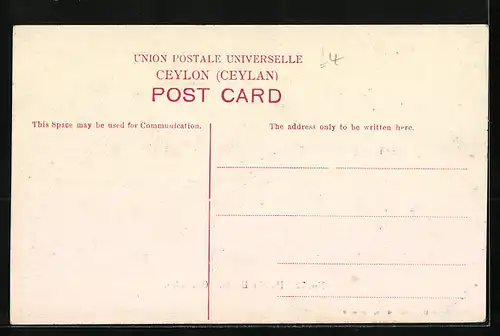 UNION POSTALE UNIVERSELLE
CEYLON (CEYLAN)
POST CARD
This Space may be used for Communication.
The address only to be written here.